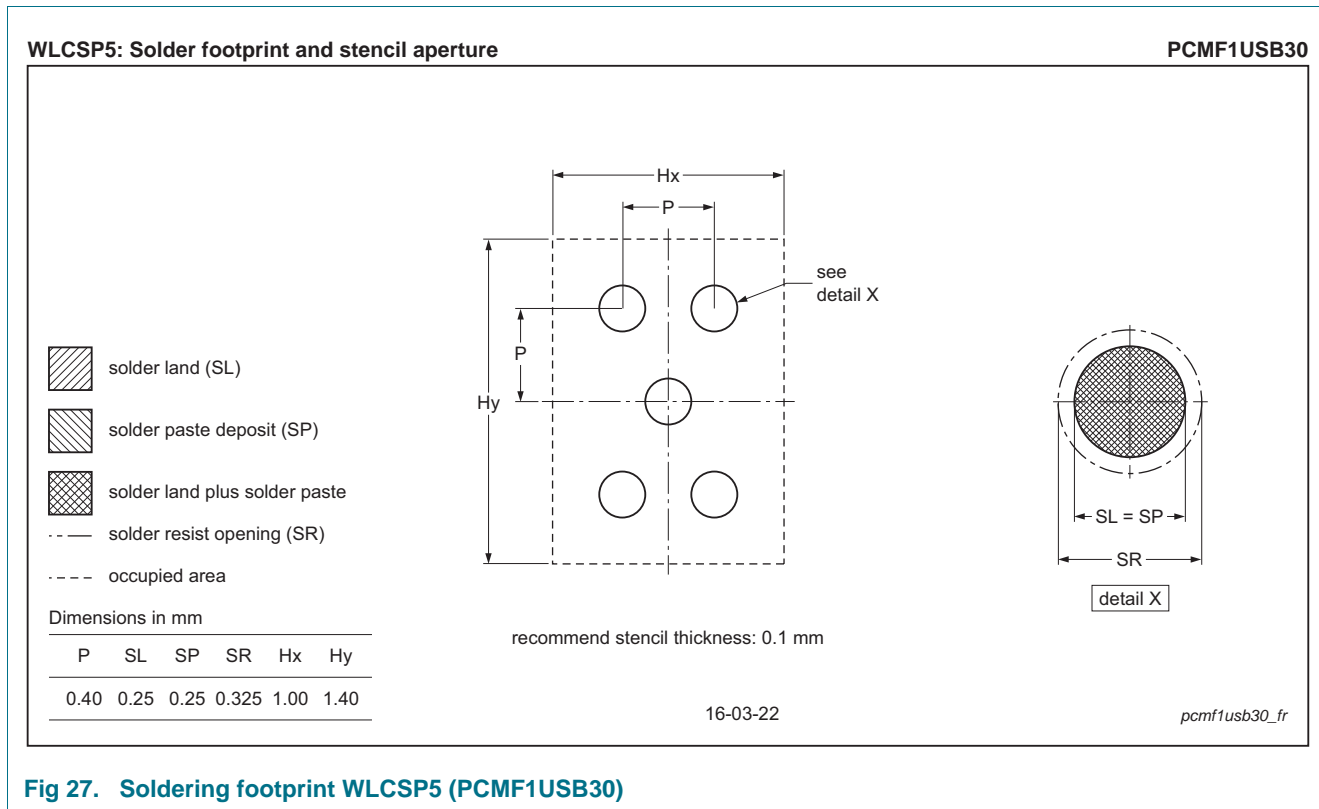 WLCSP5: Solder footprint and stencil aperture PCMF1USB30
Hx
P
see
detail X
P
Hy
solder land (SL)
solder paste deposit (SP)
solder land plus solder paste
solder resist opening (SR)
occupied area
SL = SP
SR
detail X
Dimensions in mm
P SL SP SR Hx Hy
0.40 0.25 0.25 0.325 1.00 1.40
recommend stencil thickness: 0.1 mm
16-03-22
pcmf1usb30_fr
Fig 27. Soldering footprint WLCSP5 (PCMF1USB30)